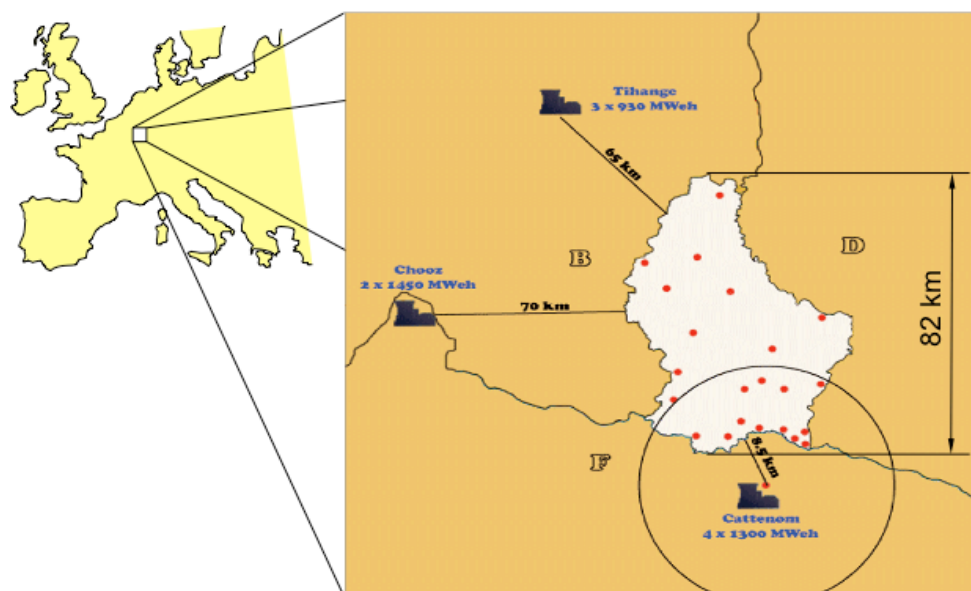 Tihange
3 x 930 MWeh
65 km
B
D
Chooz
2 x 1450 MWeh
70 km
82 km
8.5 km
F
Cattenom
4 x 1300 MWeh